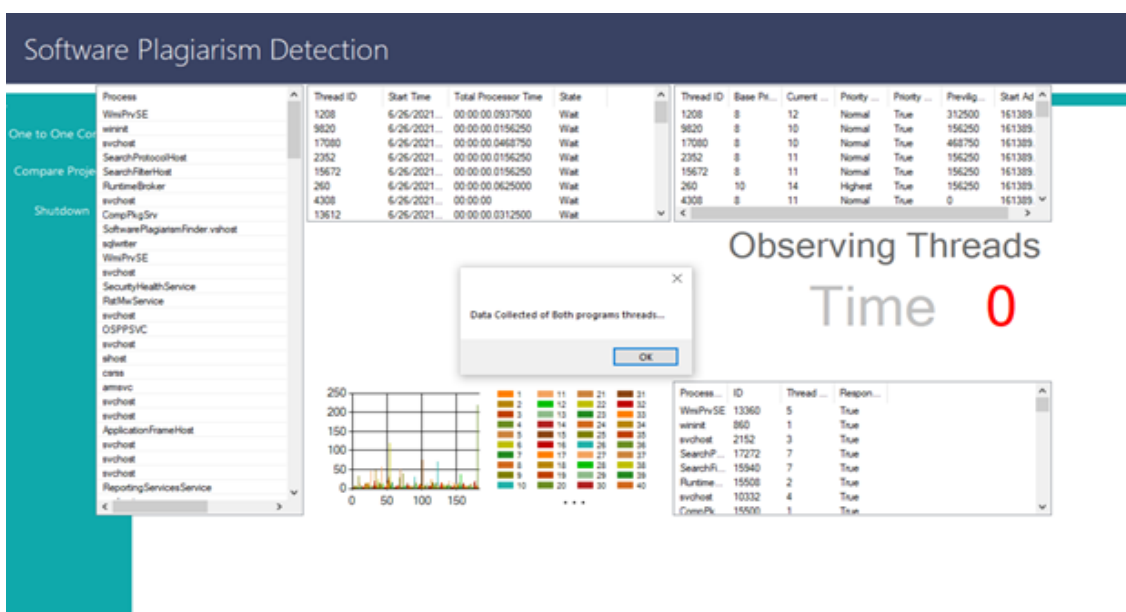 Software Plagiarism Detection
One to One Cor
Compare Proje
Shutdown
Process
WmiPrvSE
wininit
svchost
SearchProtocolHost
SearchFilterHost
RuntimeBroker
svchost
CompPkgSrv
SoftwarePlagiarismFinder.vshost
sqlwriter
WmiPrvSE
svchost
SecurityHealthService
FlstMwService
svchost
OSPPSVC
svchost
sihost
csrss
armsvc
svchost
svchost
ApplicationFrameHost
svchost
svchost
svchost
ReportingServicesService
Thread ID Start Time Total Processor Time State
1208 6/26/2021... 00:00:00.0937500 Wait
9820 6/26/2021... 00:00:00.0156250 Wait
17080 6/26/2021... 00:00:00.0468750 Wait
2352 6/26/2021... 00:00:00.0156250 Wait
15672 6/26/2021... 00:00:00.0156250 Wait
260 6/26/2021... 00:00:00.0625000 Wait
4308 6/26/2021... 00:00:00 Wait
13612 6/26/2021... 00:00:00.0312500 Wait
Thread ID Base Pri... Current ... Priority ... Priority ... Previlig... Start Ad
1208 8 12 Normal True 312500 161389.
9820 8 10 Normal True 156250 161389.
17080 8 10 Normal True 468750 161389.
2352 8 11 Normal True 156250 161389.
15672 8 11 Normal True 156250 161389.
260 10 14 Highest True 156250 161389.
4308 8 11 Normal True 0 161389.
Observing Threads
Time 0
Data Collected of Both programs threads...
OK
250
200
150
100
50
0
0 50 100 150
1 11 21 31
2 12 22 32
3 13 23 33
4 14 24 34
5 15 25 35
6 16 26 36
7 17 27 37
8 18 28 38
9 19 29 39
10 20 30 40
...
Process... ID Thread ... Respon...
WmiPrvSE 13360 5 True
wininit 860 1 True
svchost 2152 3 True
SearchP... 17272 7 True
SearchFi... 15940 7 True
Runtime... 15508 2 True
svchost 10332 4 True
CompPk 15500 1 True